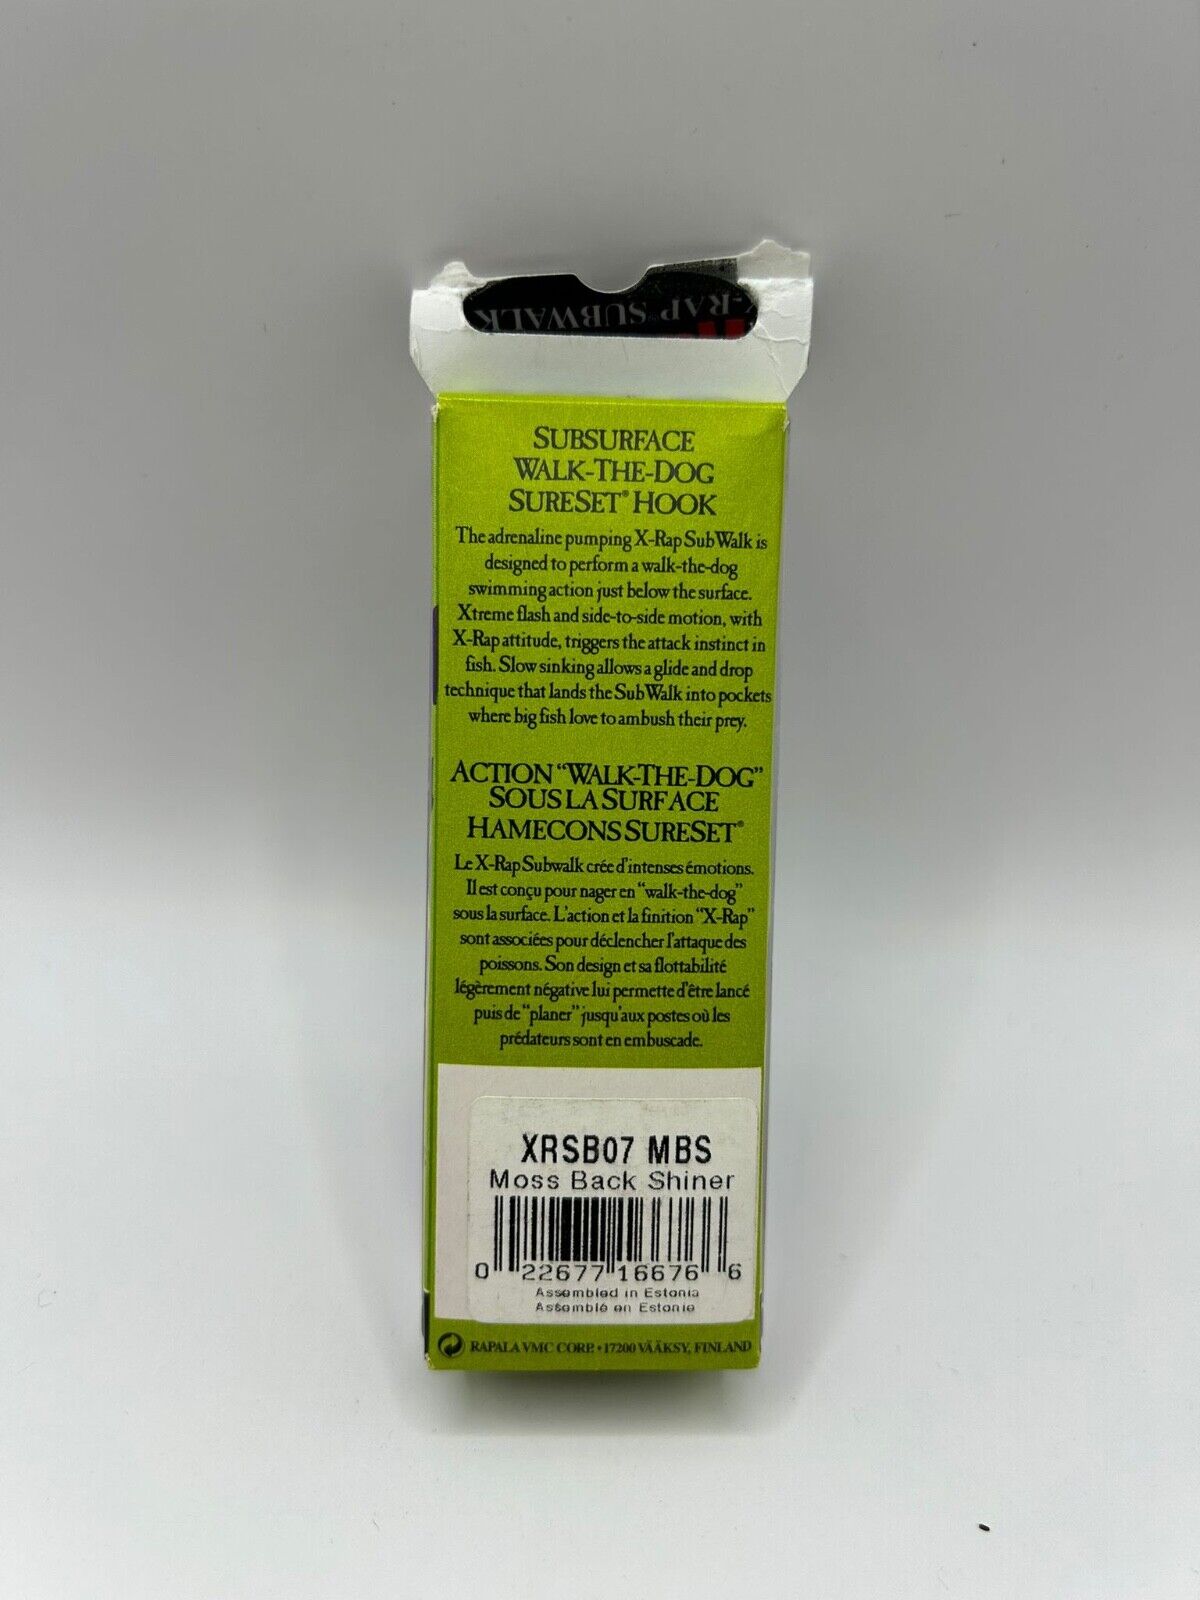 X-RAP SUBWALK
SUBSURFACE
WALK-THE-DOG
SURESET® HOOK
The adrenaline pumping X-Rap SubWalk is
designed to perform a walk-the-dog
swimming action just below the surface.
Xtreme flash and side-to-side motion, with
X-Rap attitude, triggers the attack instinct in
fish. Slow sinking allows a glide and drop
technique that lands the SubWalk into pockets
where big fish love to ambush their prey.
ACTION "WALK-THE-DOG"
SOUS LA SURFACE
HAMECONS SURESET®
Le X-Rap Subwalk crée d'intenses émotions.
Il est conçu pour nager en "walk-the-dog"
sous la surface. L'action et la finition "X-Rap"
sont associées pour déclencher l'attaque des
poissons. Son design et sa flottabilité
légèrement négative lui permette d'être lancé
puis de "planer" jusqu'aux postes où les
prédateurs sont en embuscade.
XRSB07 MBS
Moss Back Shiner
0 22677 16676 6
Assembled in Estonia
Assemblé en Estonie
RAPALA VMC CORP. • 17200 VÄÄKSY, FINLAND